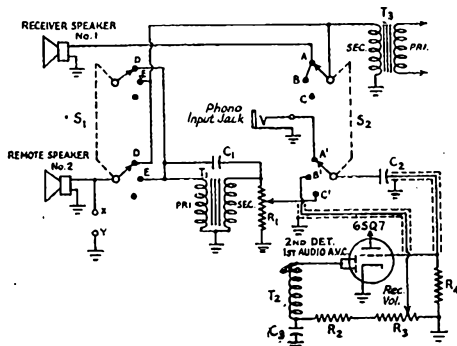 RECEIVER SPEAKER
No. 1
T3
D
E
A
B
C
SEC.
PRI.
S1
Phono
Input Jack
S2
REMOTE SPEAKER
No. 2
D
E
C1
A'
B'
C'
C2
X
Y
T1
PRI
SEC.
R1
6SQ7
2ND DET.
1ST AUDIO A.V.C.
Rec.
Vol.
T2
R4
C3
R2
R3